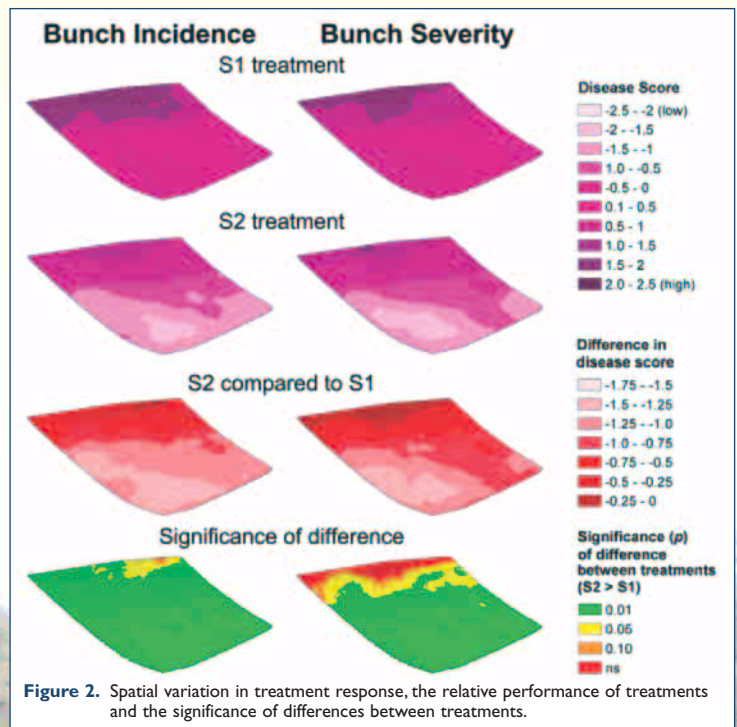 Bunch Incidence
Bunch Severity
S1 treatment
Disease Score
-2.5 - -2 (low)
-2 - -1.5
-1.5 - -1
1.0 - -0.5
-0.5 - 0
0.1 - 0.5
0.5 - 1
1.0 - 1.5
1.5 - 2
2.0 - 2.5 (high)
S2 treatment
Difference in
disease score
-1.75 - -1.5
-1.5 - -1.25
-1.25 - -1.0
-1.0 - -0.75
-0.75 - -0.5
-0.5 - -0.25
-0.25 - 0
S2 compared to S1
Significance of difference
Significance (p)
of difference
between treatments
(S2 > S1)
0.01
0.05
0.10
ns
Figure 2. Spatial variation in treatment response, the relative performance of treatments
and the significance of differences between treatments.